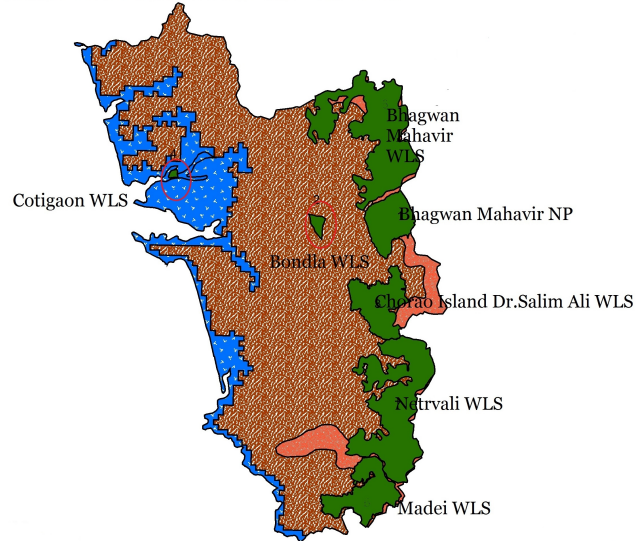 Bhagwan
Mahavir
WLS
Cotigaon WLS
Bhagwan Mahavir NP
Bondla WLS
Chorao Island Dr.Salim Ali WLS
Netrvali WLS
Madei WLS